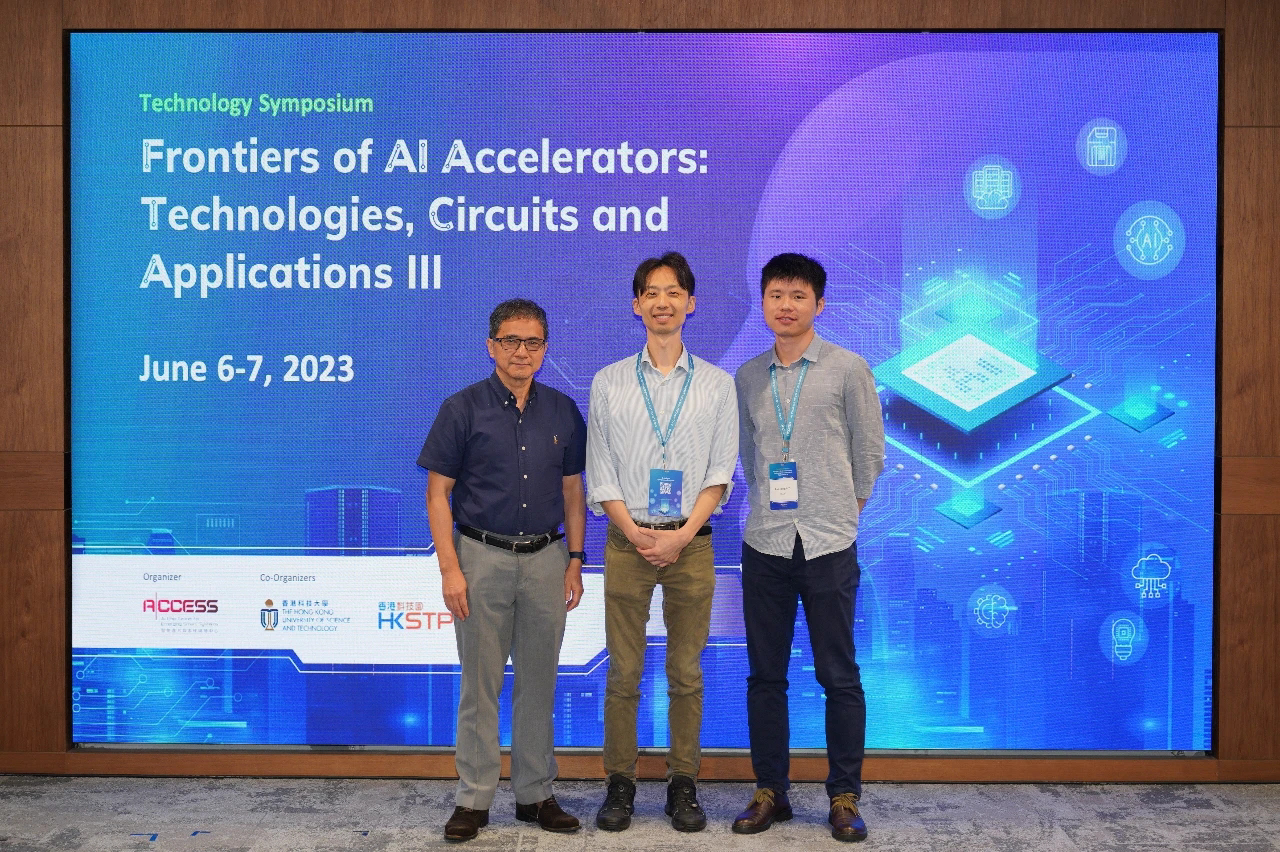 Technology Symposium
Frontiers of AI Accelerators:
Technologies, Circuits and
Applications III
June 6-7, 2023
Organizer
Co-Organizers
ACCESS
香港科技大學
THE HONG KONG
UNIVERSITY OF SCIENCE
AND TECHNOLOGY
香港科技園
HKSTP
AI